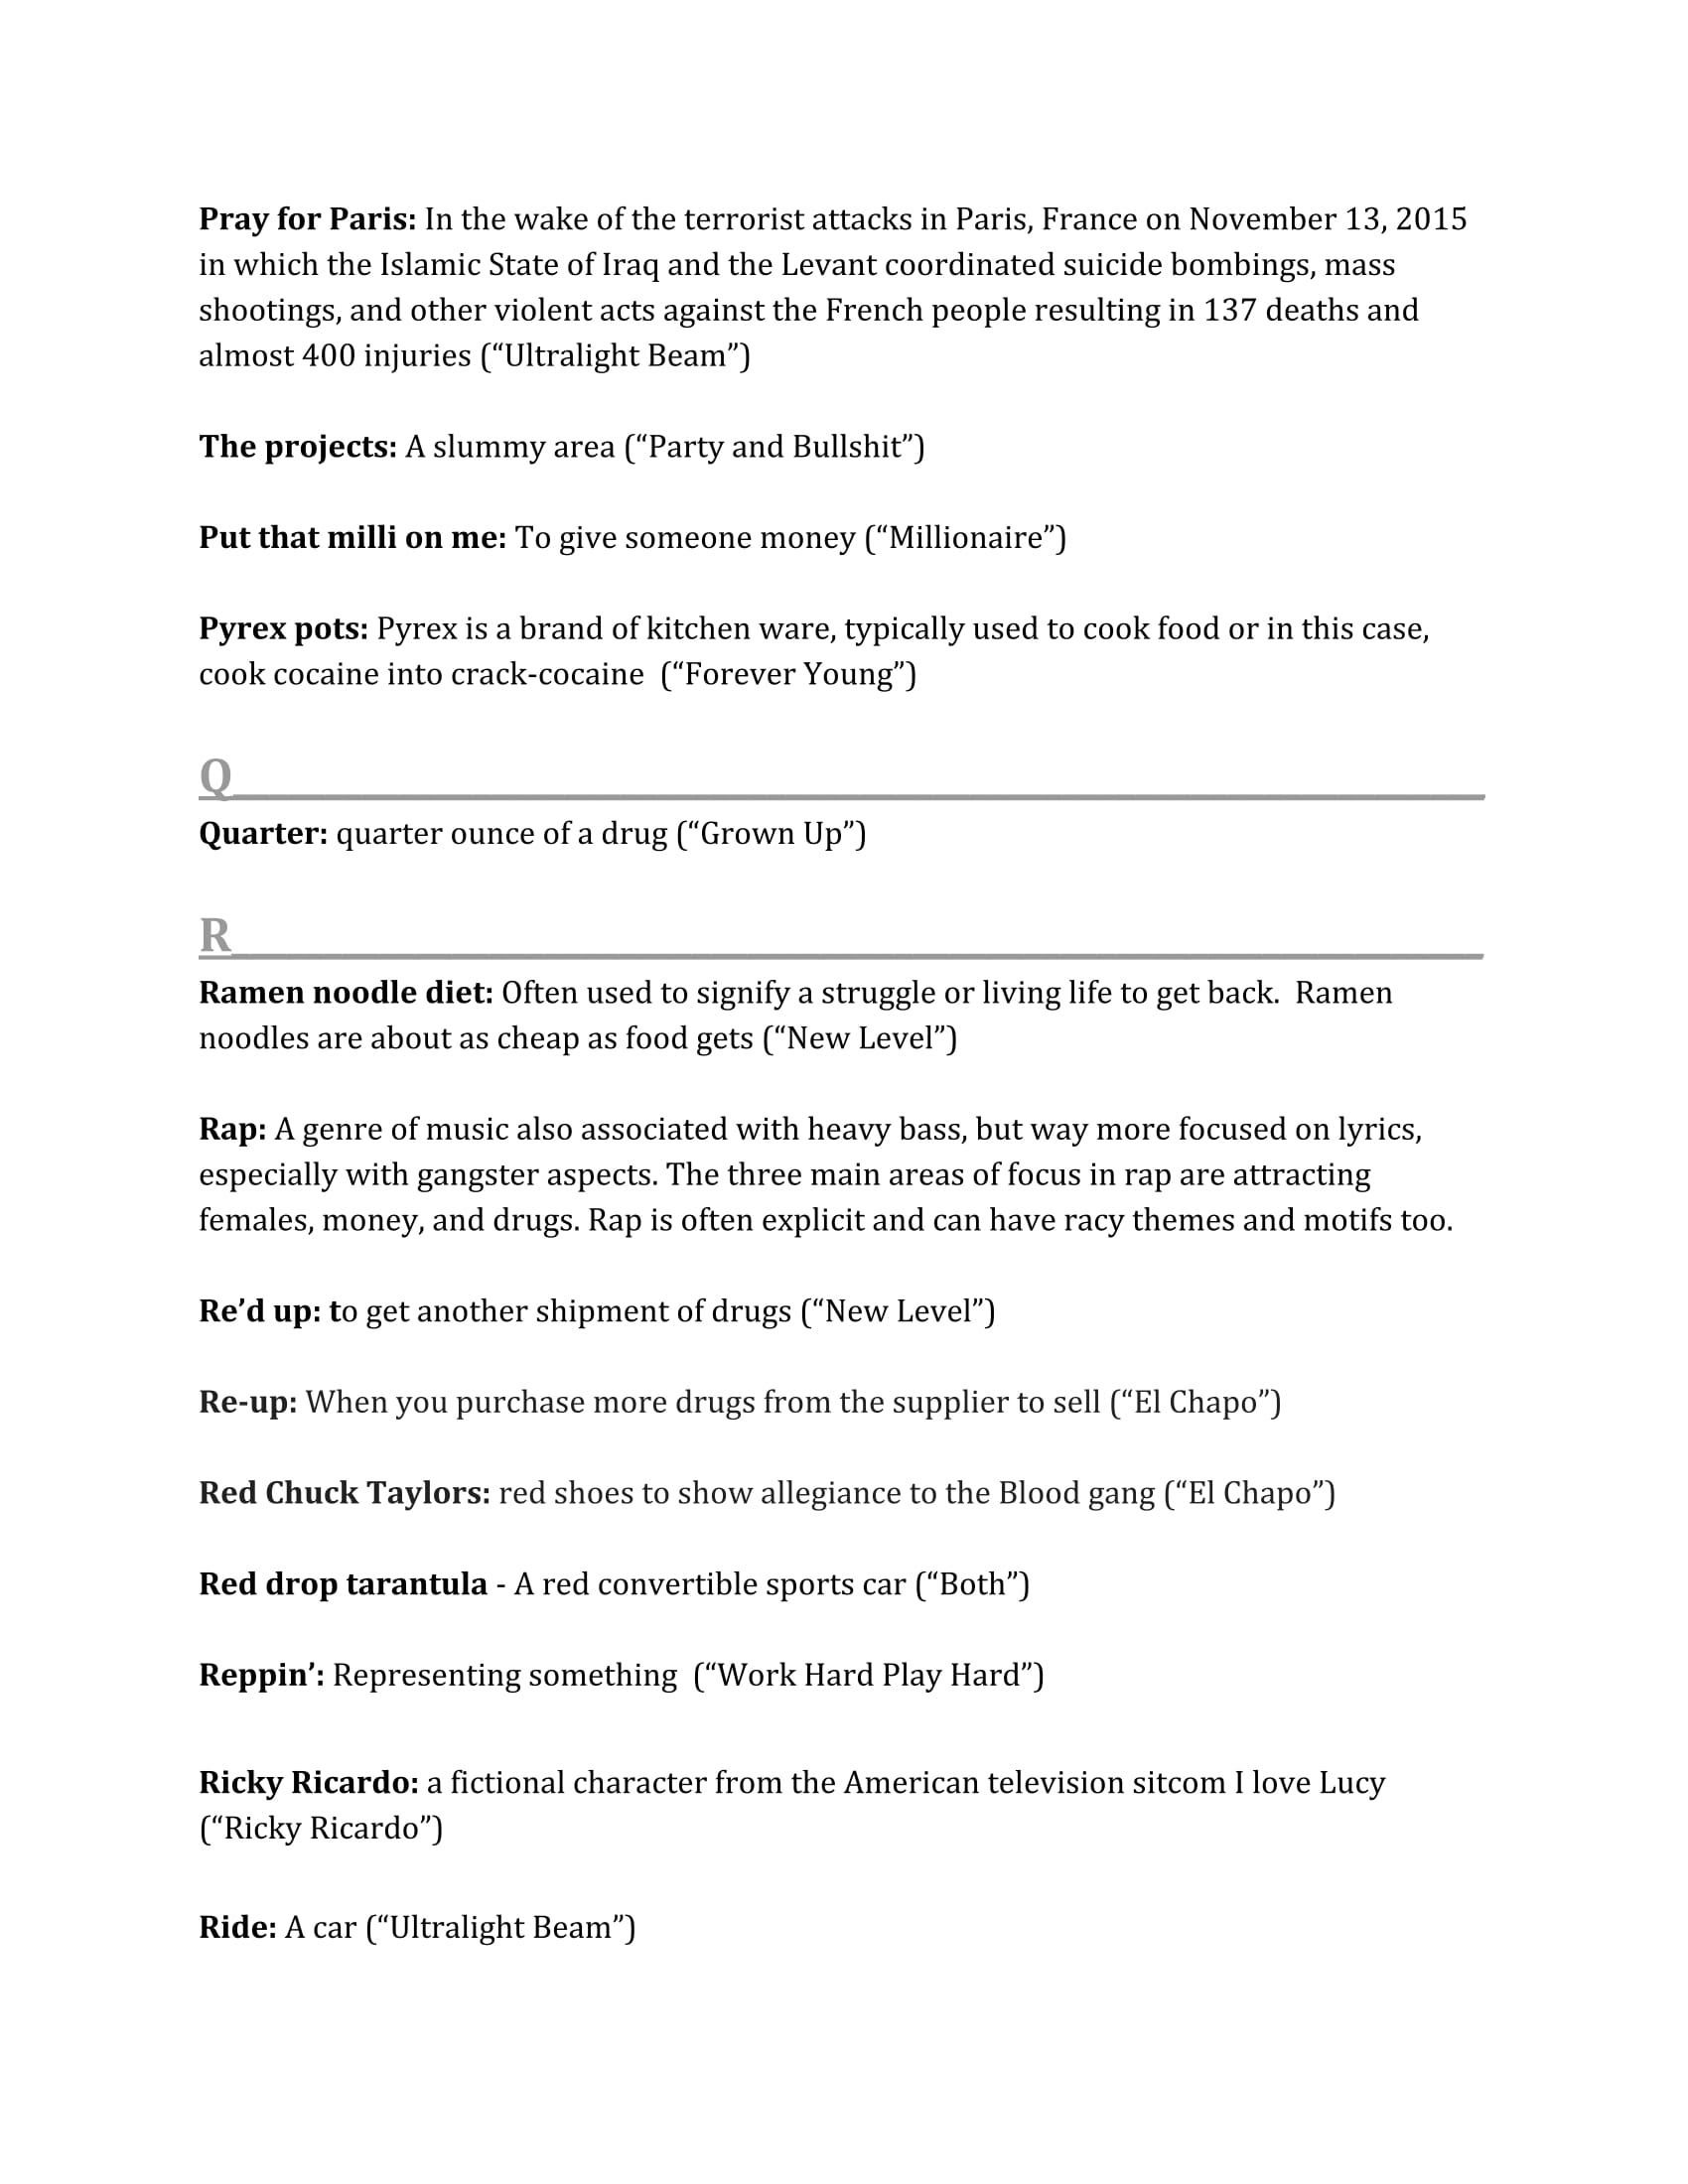 Pray for Paris: In the wake of the terrorist attacks in Paris, France on November 13, 2015
in which the Islamic State of Iraq and the Levant coordinated suicide bombings, mass
shootings, and other violent acts against the French people resulting in 137 deaths and
almost 400 injuries (“Ultralight Beam”)
The projects: A slummy area (“Party and Bullshit”)
Put that milli on me: To give someone money (“Millionaire”)
Pyrex pots: Pyrex is a brand of kitchen ware, typically used to cook food or in this case,
cook cocaine into crack-cocaine  (“Forever Young”)
Q
Quarter: quarter ounce of a drug (“Grown Up”)
R
Ramen noodle diet: Often used to signify a struggle or living life to get back.  Ramen
noodles are about as cheap as food gets (“New Level”)
Rap: A genre of music also associated with heavy bass, but way more focused on lyrics,
especially with gangster aspects. The three main areas of focus in rap are attracting
females, money, and drugs. Rap is often explicit and can have racy themes and motifs too.
Re’d up: to get another shipment of drugs (“New Level”)
Re-up: When you purchase more drugs from the supplier to sell (“El Chapo”)
Red Chuck Taylors: red shoes to show allegiance to the Blood gang (“El Chapo”)
Red drop tarantula - A red convertible sports car (“Both”)
Reppin’: Representing something  (“Work Hard Play Hard”)
Ricky Ricardo: a fictional character from the American television sitcom I love Lucy
(“Ricky Ricardo”)
Ride: A car (“Ultralight Beam”)